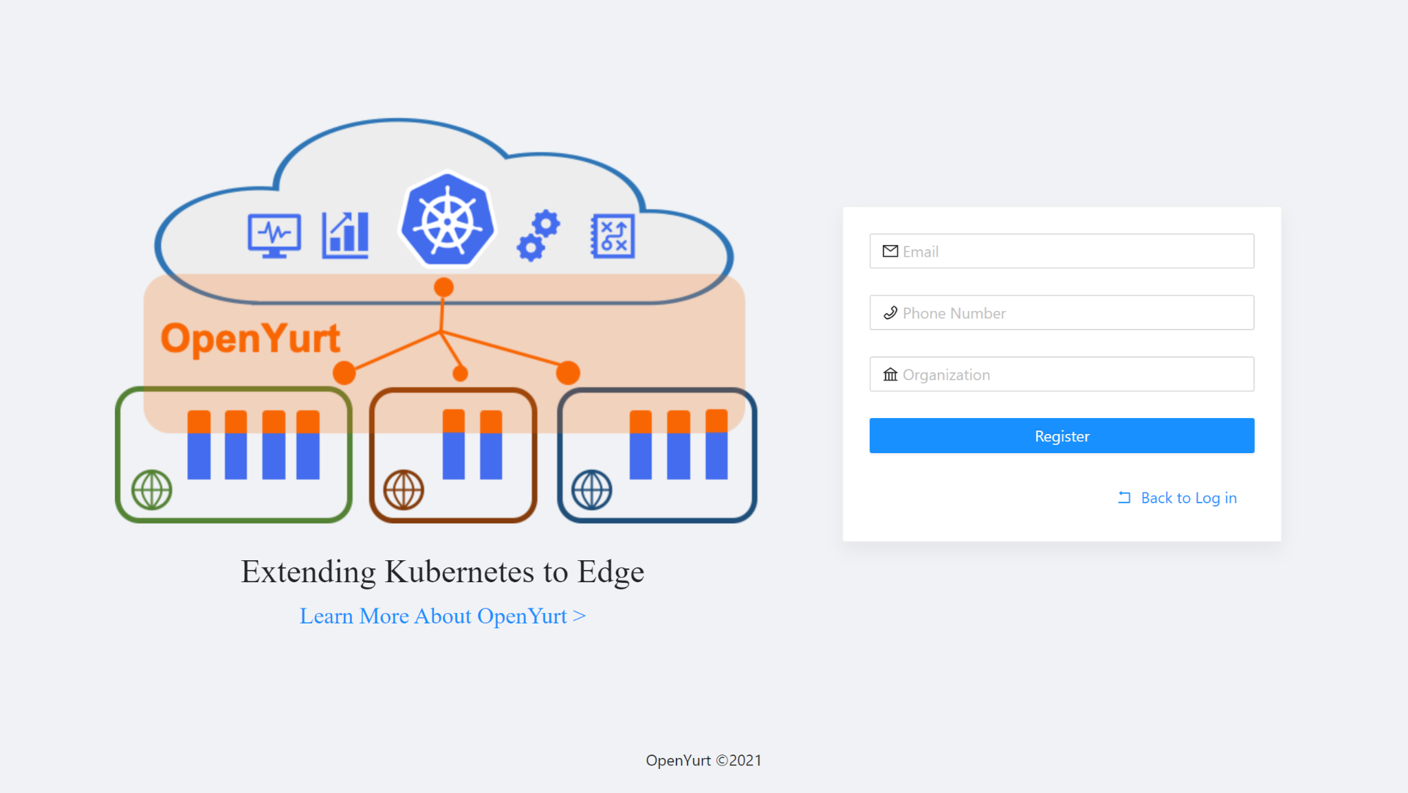 OpenYurt
Extending Kubernetes to Edge
Learn More About OpenYurt >
Email
Phone Number
Organization
Register
Back to Log in
OpenYurt ©2021